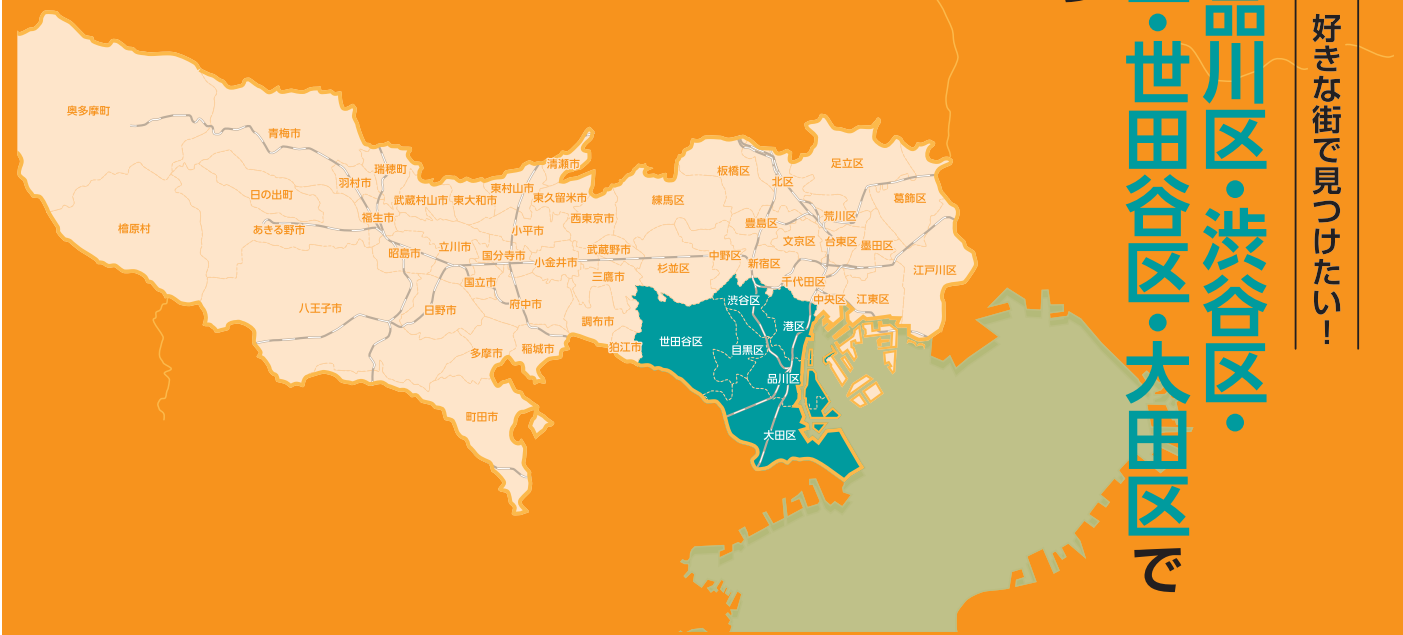 好きな街で見つけたい！
品川区・渋谷区・
・世田谷区・大田区で
奥多摩町
青梅市
瑞穂町
羽村市
日の出町
武蔵村山市
東大和市
東村山市
清瀬市
東久留米市
檜原村
あきる野市
福生市
小平市
西東京市
昭島市
立川市
国分寺市
小金井市
武蔵野市
三鷹市
国立市
八王子市
日野市
府中市
調布市
狛江市
多摩市
稲城市
町田市
練馬区
板橋区
北区
足立区
葛飾区
豊島区
荒川区
文京区
台東区
墨田区
中野区
杉並区
新宿区
千代田区
江戸川区
中央区
江東区
渋谷区
港区
世田谷区
目黒区
品川区
大田区